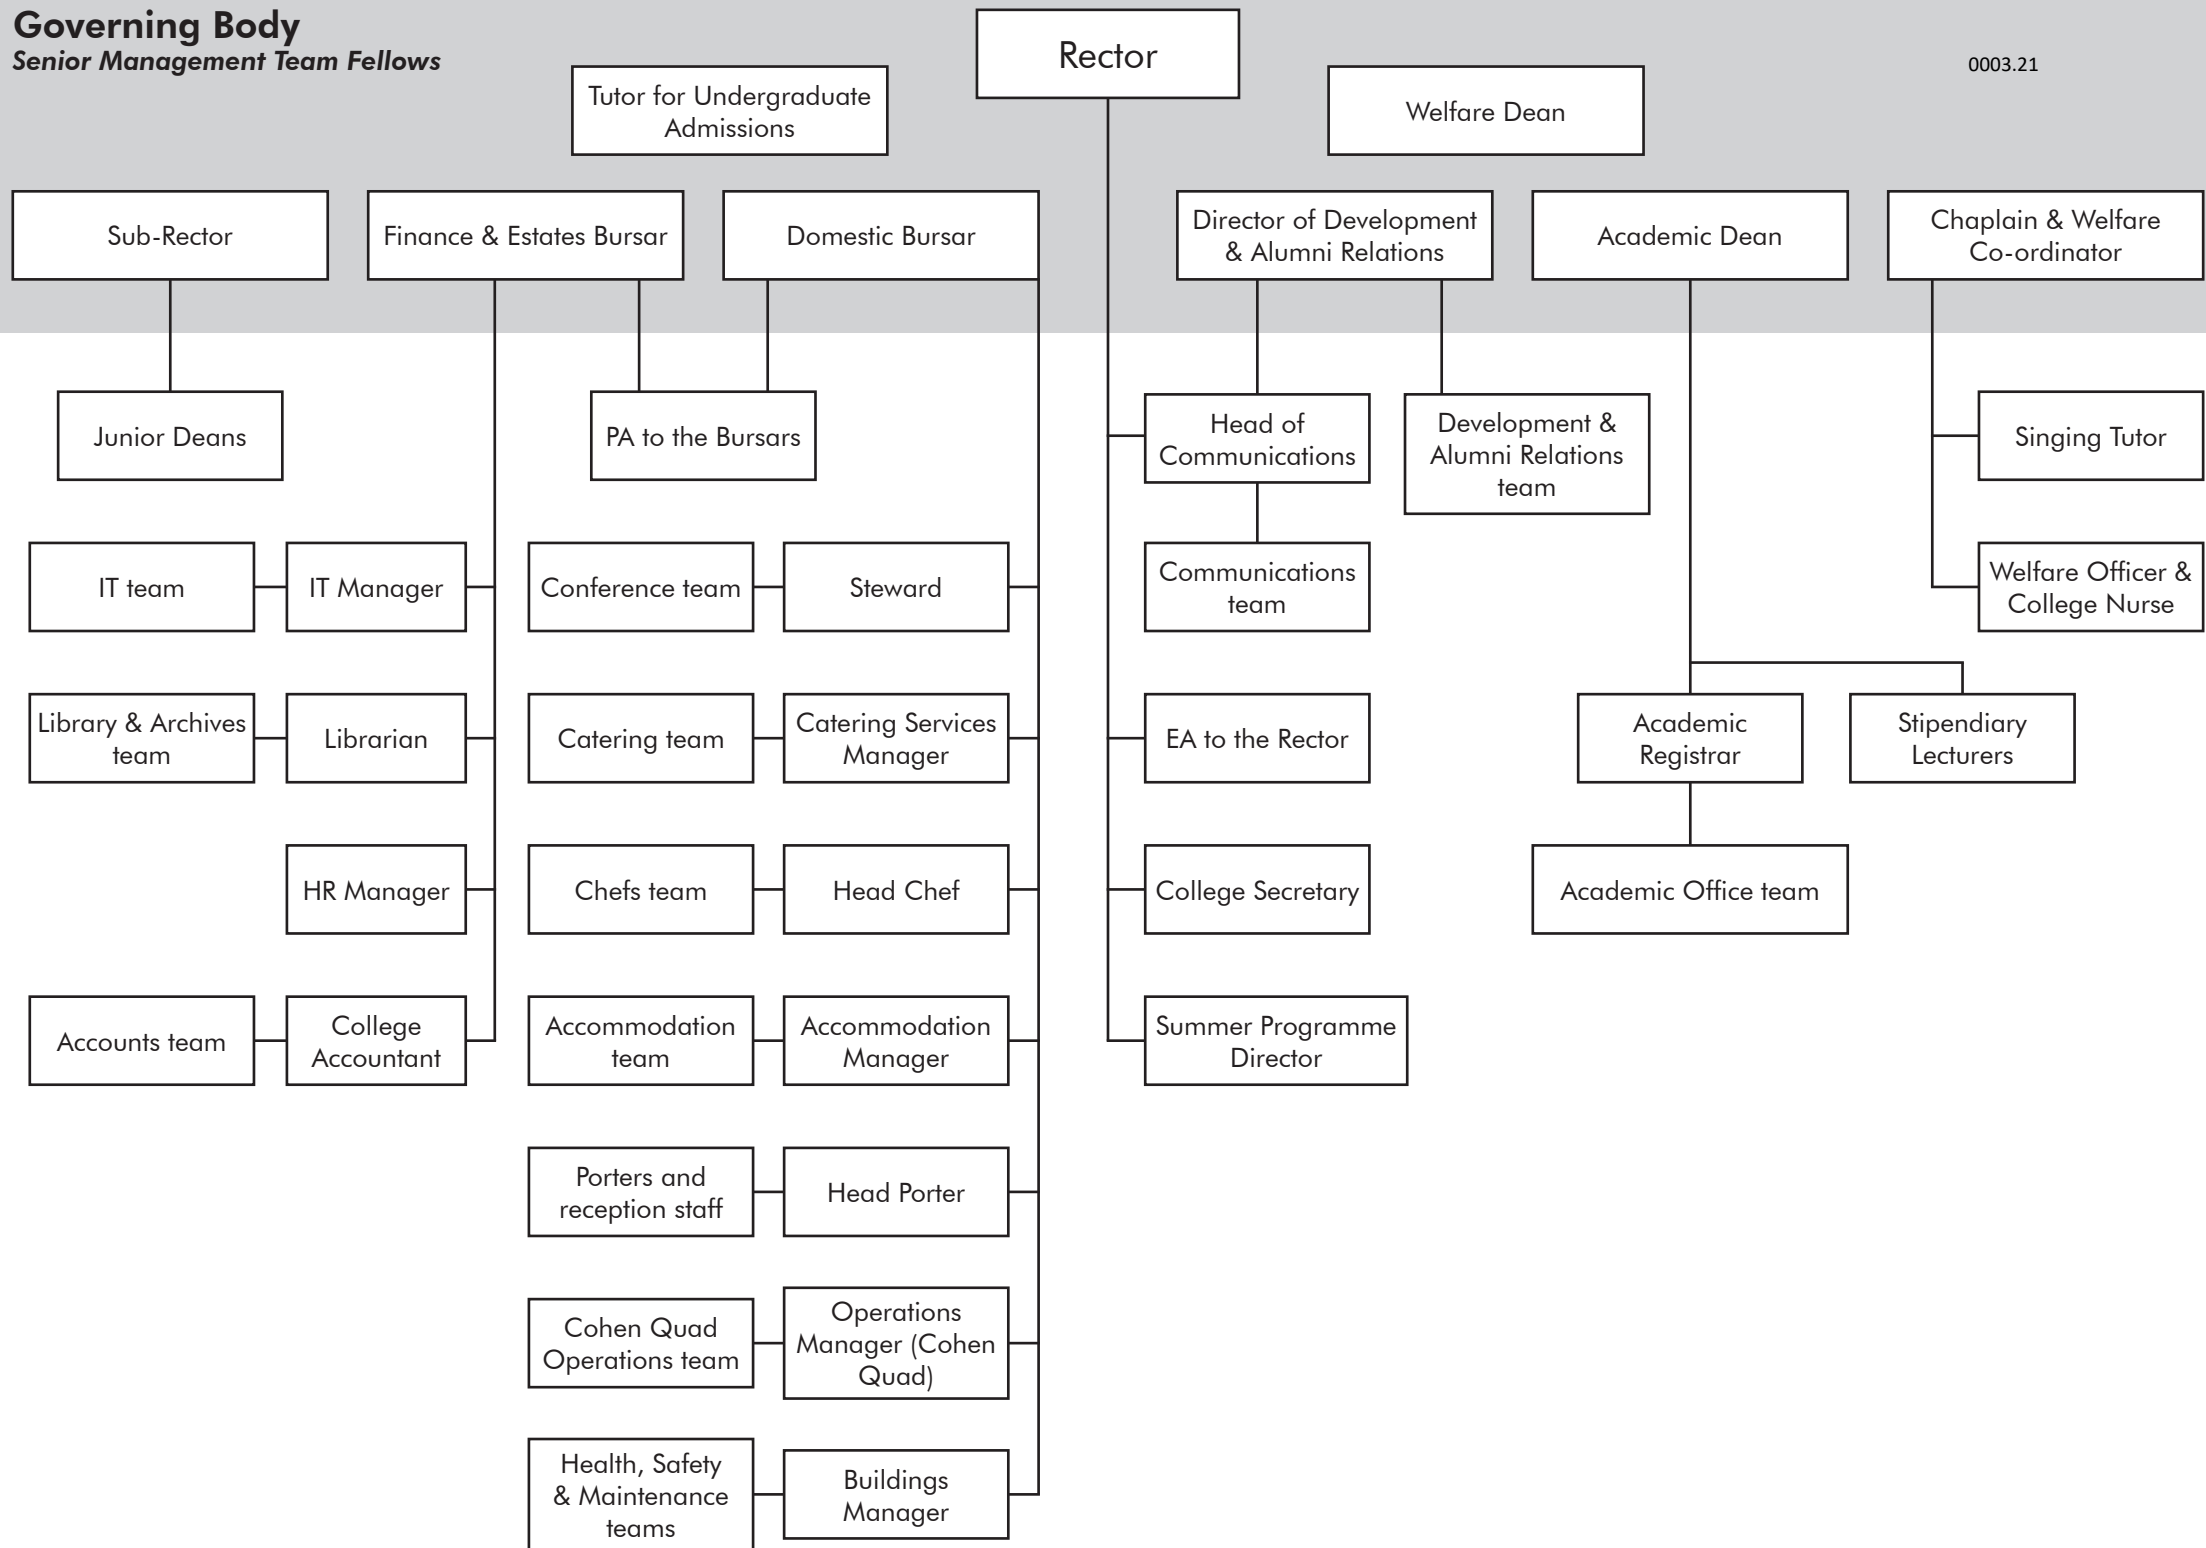 Governing Body
Senior Management Team Fellows
Rector
0003.21
Tutor for Undergraduate
Admissions
Welfare Dean
Sub-Rector
Finance & Estates Bursar
Domestic Bursar
Director of Development
& Alumni Relations
Academic Dean
Chaplain & Welfare
Co-ordinator
Junior Deans
PA to the Bursars
Head of
Communications
Development &
Alumni Relations
team
Singing Tutor
IT team
IT Manager
Conference team
Steward
Communications
team
Welfare Officer &
College Nurse
Library & Archives
team
Librarian
Catering team
Catering Services
Manager
EA to the Rector
Academic
Registrar
Stipendiary
Lecturers
HR Manager
Chefs team
Head Chef
College Secretary
Academic Office team
Accounts team
College
Accountant
Accommodation
team
Accommodation
Manager
Summer Programme
Director
Porters and
reception staff
Head Porter
Cohen Quad
Operations team
Operations
Manager (Cohen
Quad)
Health, Safety
& Maintenance
teams
Buildings
Manager